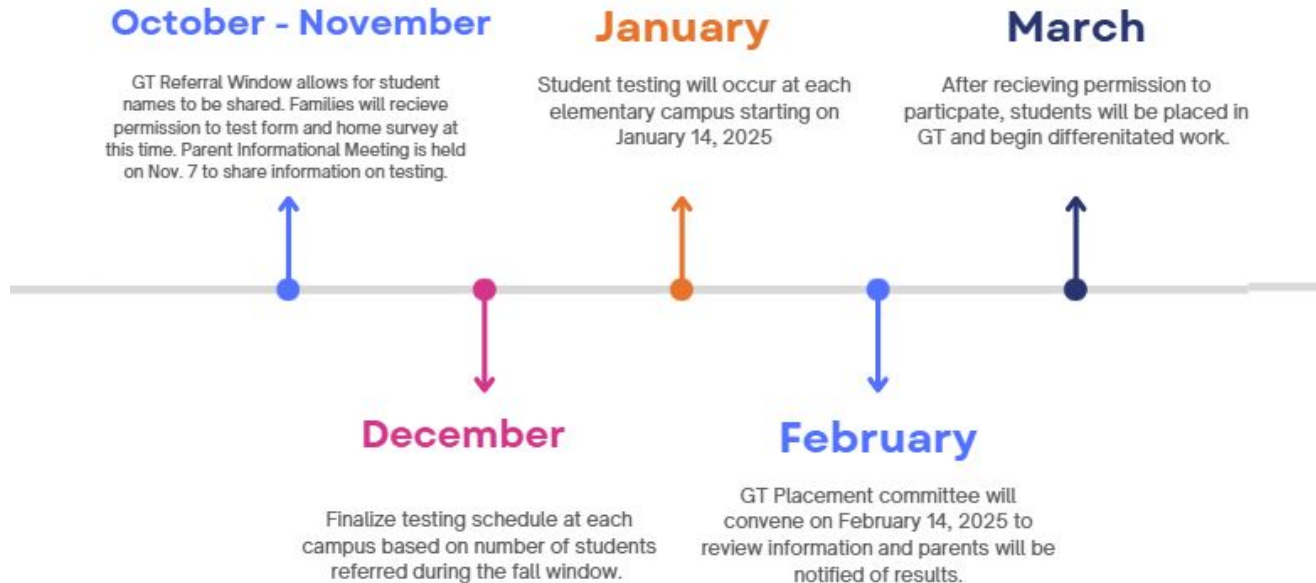 October - November
GT Referral Window allows for student
names to be shared. Families will recieve
permission to test form and home survey at
this time. Parent Informational Meeting is held
on Nov. 7 to share information on testing.
December
Finalize testing schedule at each
campus based on number of students
referred during the fall window.
January
Student testing will occur at each
elementary campus starting on
January 14, 2025
February
GT Placement committee will
convene on February 14, 2025 to
review information and parents will be
notified of results.
March
After recieving permission to
particpate, students will be placed in
GT and begin differenitated work.